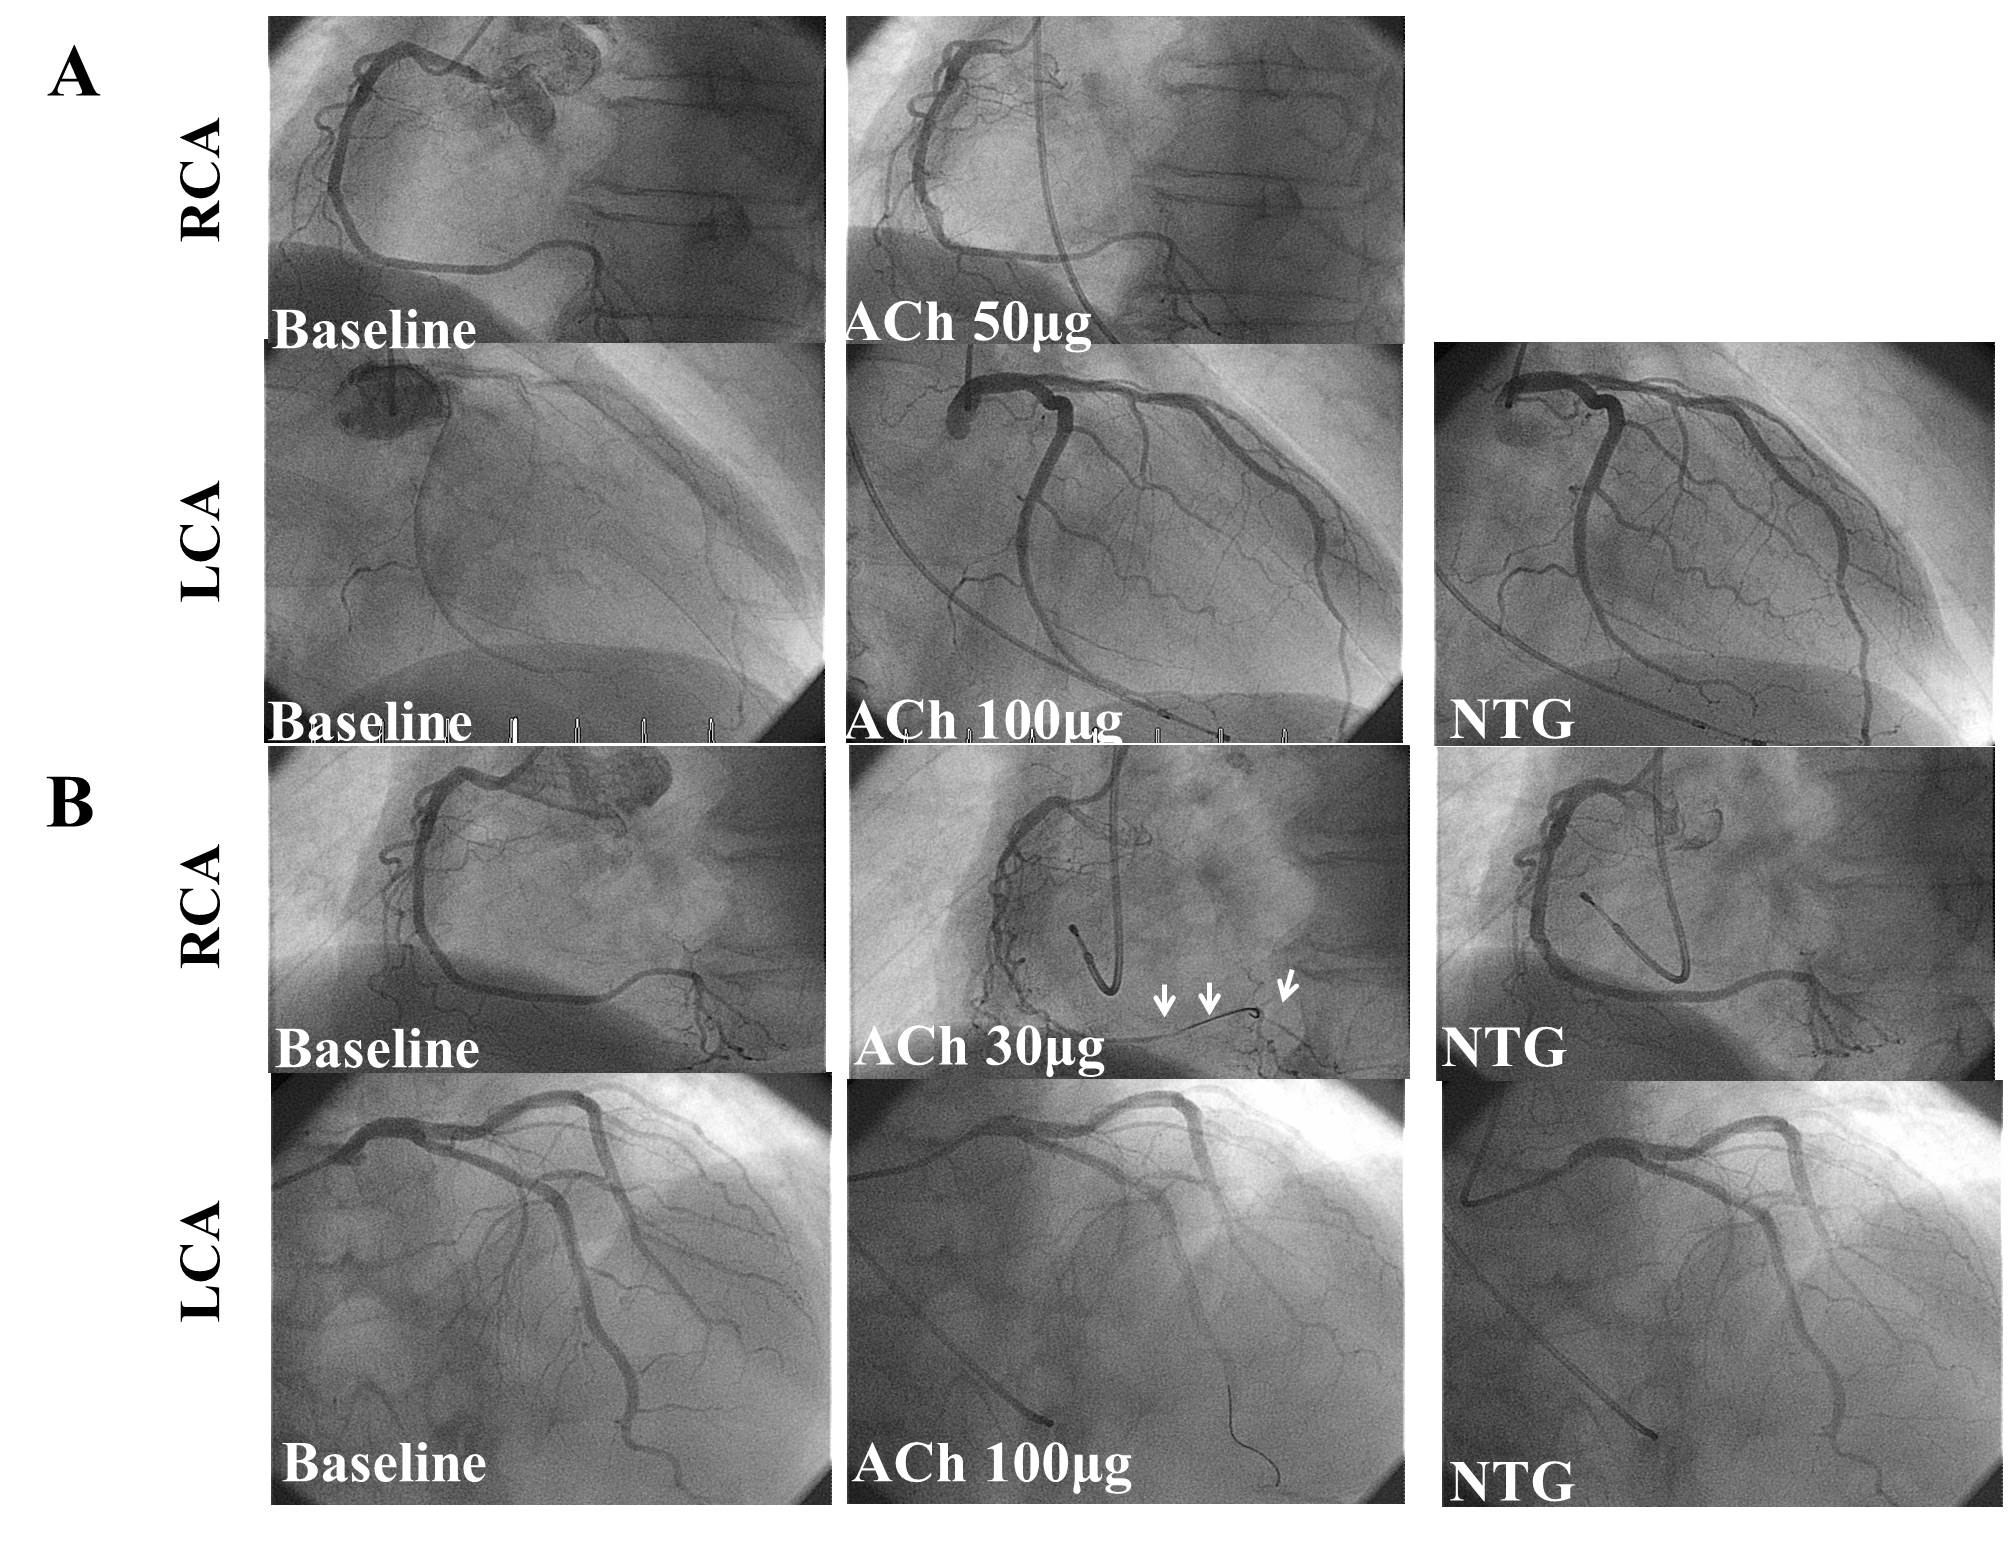 A
RCA
Baseline
ACh 50µg
LCA
Baseline
ACh 100µg
NTG
B
RCA
Baseline
ACh 30µg
NTG
LCA
Baseline
ACh 100µg
NTG